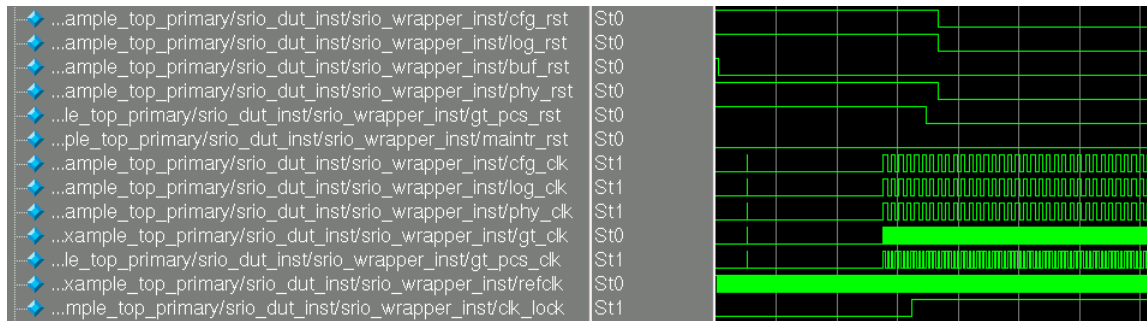 ...ample_top_primary/srio_dut_inst/srio_wrapper_inst/cfg_rst St0
...ample_top_primary/srio_dut_inst/srio_wrapper_inst/log_rst St0
...ample_top_primary/srio_dut_inst/srio_wrapper_inst/buf_rst St0
...ample_top_primary/srio_dut_inst/srio_wrapper_inst/phy_rst St0
...le_top_primary/srio_dut_inst/srio_wrapper_inst/gt_pcs_rst St0
...ple_top_primary/srio_dut_inst/srio_wrapper_inst/maintr_rst St0
...ample_top_primary/srio_dut_inst/srio_wrapper_inst/cfg_clk St1
...ample_top_primary/srio_dut_inst/srio_wrapper_inst/log_clk St1
...ample_top_primary/srio_dut_inst/srio_wrapper_inst/phy_clk St1
...xample_top_primary/srio_dut_inst/srio_wrapper_inst/gt_clk St0
...le_top_primary/srio_dut_inst/srio_wrapper_inst/gt_pcs_clk St1
...xample_top_primary/srio_dut_inst/srio_wrapper_inst/refclk St0
...mple_top_primary/srio_dut_inst/srio_wrapper_inst/clk_lock St1